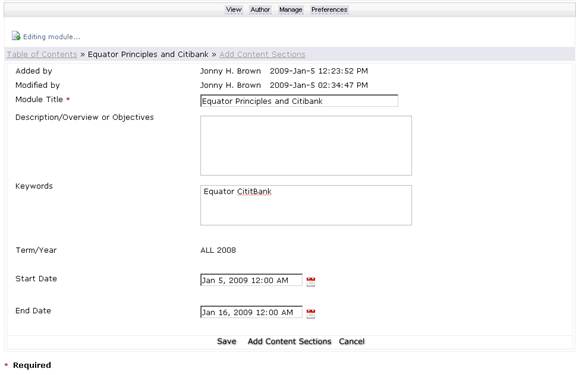 View Author Manage Preferences
Editing module...
Table of Contents » Equator Principles and Citibank » Add Content Sections
Added by Jonny H. Brown 2009-Jan-5 12:23:52 PM
Modified by Jonny H. Brown 2009-Jan-5 02:34:47 PM
Module Title * Equator Principles and Citibank
Description/Overview or Objectives
Keywords Equator CititBank
Term/Year ALL 2008
Start Date Jan 5, 2009 12:00 AM
End Date Jan 16, 2009 12:00 AM
Save Add Content Sections Cancel
* Required